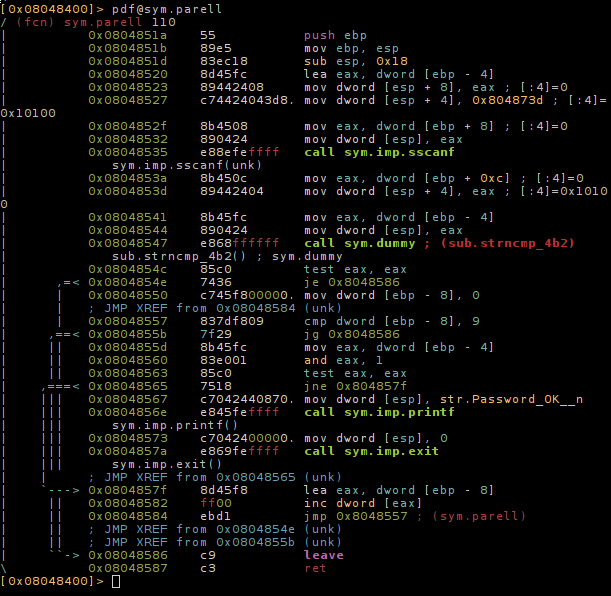 [0x08048400]> pdf@sym.parell
/ (fcn) sym.parell 110
|          0x0804851a    55             push ebp
|          0x0804851b    89e5           mov ebp, esp
|          0x0804851d    83ec18         sub esp, 0x18
|          0x08048520    8d45fc         lea eax, dword [ebp - 4]
|          0x08048523    89442408       mov dword [esp + 8], eax ; [:4]=0
|          0x08048527    c74424043d8.   mov dword [esp + 4], 0x804873d ; [:4]=
0x10100
|          0x0804852f    8b4508         mov eax, dword [ebp + 8] ; [:4]=0
|          0x08048532    890424         mov dword [esp], eax
|          0x08048535    e88efeffff     call sym.imp.sscanf
|             sym.imp.sscanf(unk)
|          0x0804853a    8b450c         mov eax, dword [ebp + 0xc] ; [:4]=0
|          0x0804853d    89442404       mov dword [esp + 4], eax ; [:4]=0x1010
0
|          0x08048541    8b45fc         mov eax, dword [ebp - 4]
|          0x08048544    890424         mov dword [esp], eax
|          0x08048547    e868ffffff     call sym.dummy ; (sub.strncmp_4b2)
|             sub.strncmp_4b2() ; sym.dummy
|          0x0804854c    85c0           test eax, eax
|      ,=< 0x0804854e    7436           je 0x8048586
|      |   0x08048550    c745f800000.   mov dword [ebp - 8], 0
|      |   ; JMP XREF from 0x08048584 (unk)
|      |   0x08048557    837df809       cmp dword [ebp - 8], 9
|     ,==< 0x0804855b    7f29           jg 0x8048586
|     ||   0x0804855d    8b45fc         mov eax, dword [ebp - 4]
|     ||   0x08048560    83e001         and eax, 1
|     ||   0x08048563    85c0           test eax, eax
|    ,===< 0x08048565    7518           jne 0x804857f
|    |||   0x08048567    c7042440870.   mov dword [esp], str.Password_OK__n
|    |||   0x0804856e    e845feffff     call sym.imp.printf
|    |||      sym.imp.printf()
|    |||   0x08048573    c7042400000.   mov dword [esp], 0
|    |||   0x0804857a    e869feffff     call sym.imp.exit
|    |||      sym.imp.exit()
|    |     ; JMP XREF from 0x08048565 (unk)
|    `---> 0x0804857f    8d45f8         lea eax, dword [ebp - 8]
|     ||   0x08048582    ff00           inc dword [eax]
|     ||   0x08048584    ebd1           jmp 0x8048557 ; (sym.parell)
|     ||   ; JMP XREF from 0x0804854e (unk)
|     ||   ; JMP XREF from 0x0804855b (unk)
|     ``-> 0x08048586    c9             leave
\          0x08048587    c3             ret
[0x08048400]>